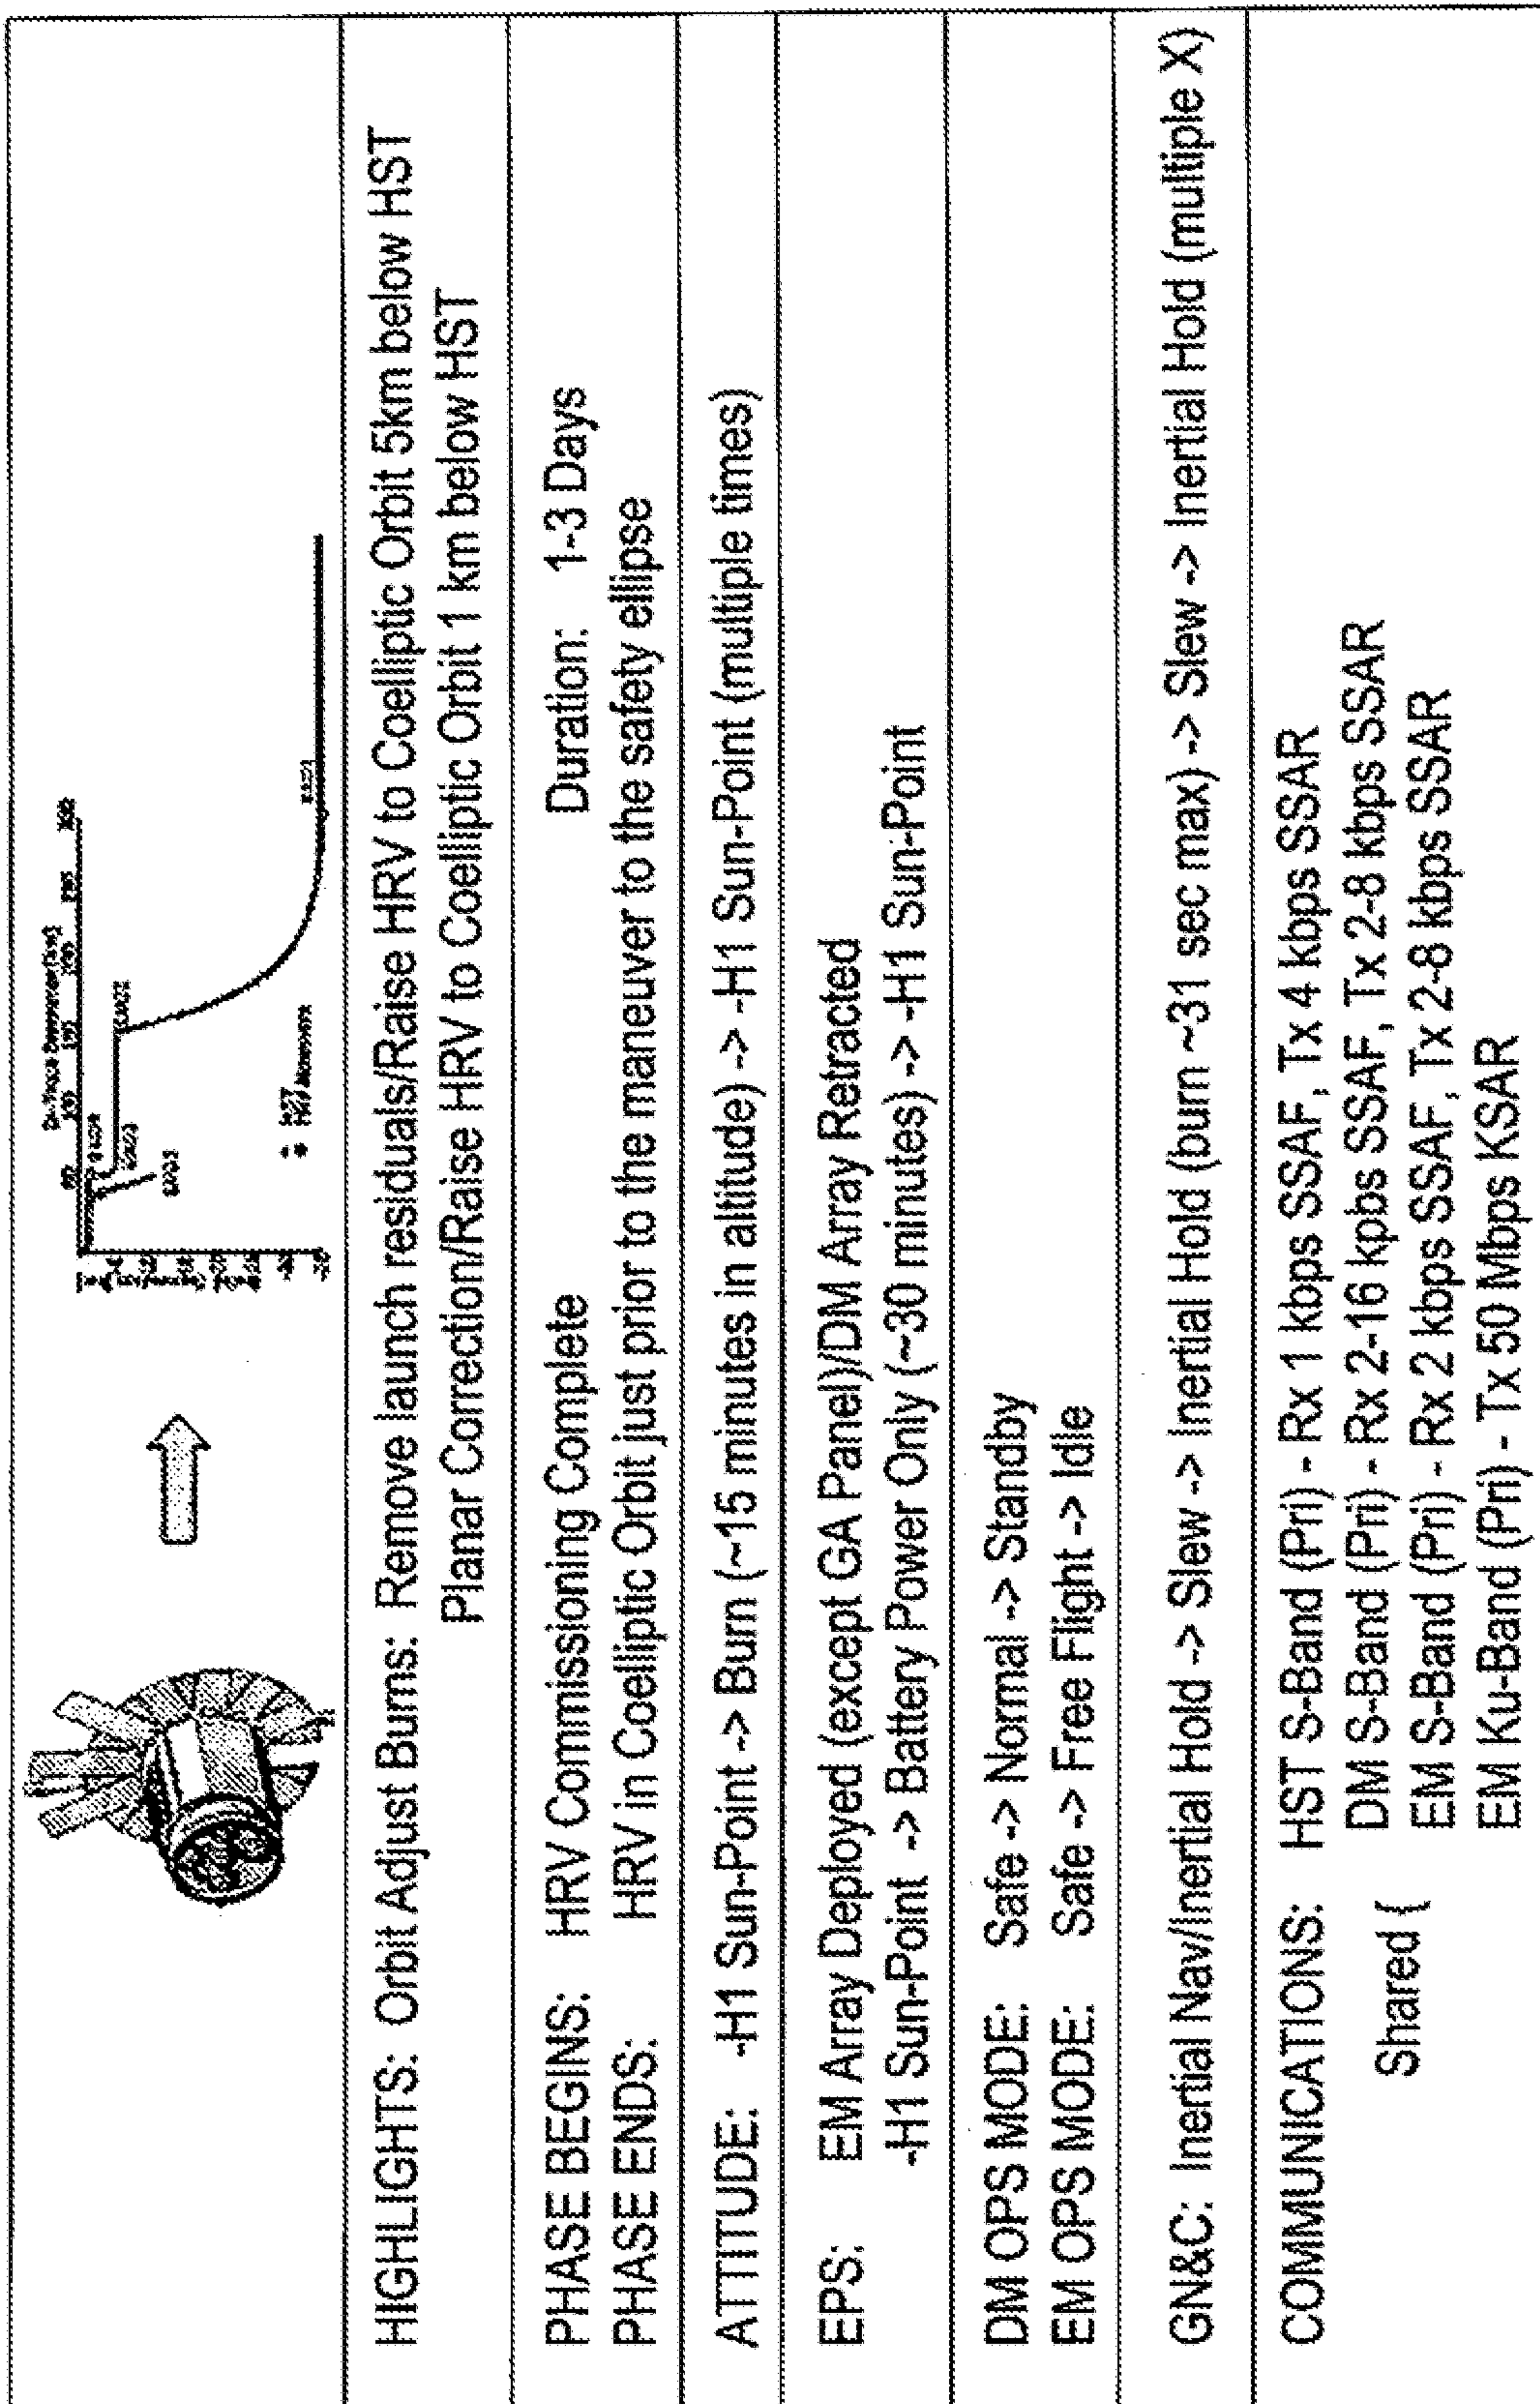 HIGHLIGHTS: Orbit Adjust Burns: Remove launch residuals/Raise HRV to Coelliptic Orbit 5km below HST
Planar Correction/Raise HRV to Coelliptic Orbit 1 km below HST
PHASE BEGINS: HRV Commissioning Complete Duration: 1-3 Days
PHASE ENDS: HRV in Coelliptic Orbit just prior to the maneuver to the safety ellipse
ATTITUDE: -H1 Sun-Point -> Burn (~15 minutes in altitude) -> -H1 Sun-Point (multiple times)
EPS: EM Array Deployed (except GA Panel)/DM Array Retracted
-H1 Sun-Point -> Battery Power Only (~30 minutes) -> -H1 Sun-Point
DM OPS MODE: Safe -> Normal -> Standby
EM OPS MODE: Safe -> Free Flight -> Idle
GN&C: Inertial Nav/Inertial Hold -> Slew -> Inertial Hold (burn ~31 sec max) -> Slew -> Inertial Hold (multiple X)
COMMUNICATIONS: HST S-Band (Pri) - Rx 1 kbps SSAF, Tx 4 kbps SSAR
Shared { DM S-Band (Pri) - Rx 2-16 kpbs SSAF, Tx 2-8 kbps SSAR
EM S-Band (Pri) - Rx 2 kbps SSAF, Tx 2-8 kbps SSAR
EM Ku-Band (Pri) - Tx 50 Mbps KSAR